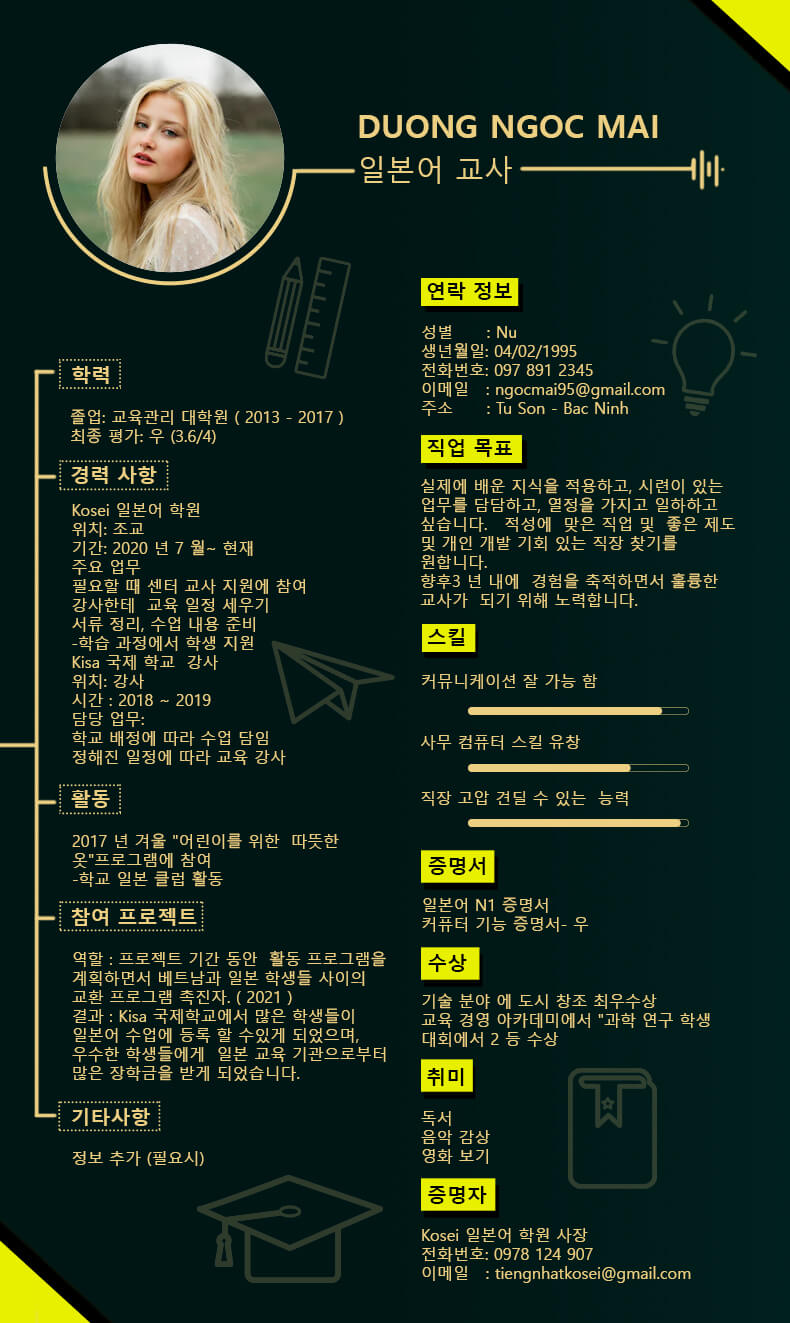 DUONG NGOC MAI
일본어 교사
학력
졸업: 교육관리 대학원 ( 2013 - 2017 )
최종 평가: 우 (3.6/4)
경력 사항
Kosei 일본어 학원
위치: 조교
기간: 2020 년 7 월~ 현재
주요 업무
필요할 때 센터 교사 지원에 참여
강사한테 교육 일정 세우기
서류 정리, 수업 내용 준비
-학습 과정에서 학생 지원
Kisa 국제 학교 강사
위치: 강사
시간 : 2018 ~ 2019
담당 업무:
학교 배정에 따라 수업 담임
정해진 일정에 따라 교육 강사
활동
2017 년 겨울 "어린이를 위한 따뜻한
옷"프로그램에 참여
-학교 일본 클럽 활동
참여 프로젝트
역할 : 프로젝트 기간 동안 활동 프로그램을
계획하면서 베트남과 일본 학생들 사이의
교환 프로그램 촉진자. ( 2021 )
결과 : Kisa 국제학교에서 많은 학생들이
일본어 수업에 등록 할 수있게 되었으며,
우수한 학생들에게 일본 교육 기관으로부터
많은 장학금을 받게 되었습니다.
기타사항
정보 추가 (필요시)
연락 정보
성별 : Nu
생년월일: 04/02/1995
전화번호: 097 891 2345
이메일 : ngocmai95@gmail.com
주소 : Tu Son - Bac Ninh
직업 목표
실제에 배운 지식을 적용하고, 시련이 있는
업무를 담담하고, 열정을 가지고 일하하고
싶습니다. 적성에 맞은 직업 및 좋은 제도
및 개인 개발 기회 있는 직장 찾기를
원합니다.
향후3 년 내에 경험을 축적하면서 훌륭한
교사가 되기 위해 노력합니다.
스킬
커뮤니케이션 잘 가능 함
사무 컴퓨터 스킬 유창
직장 고압 견딜 수 있는 능력
증명서
일본어 N1 증명서
커퓨터 기능 증명서- 우
수상
기술 분야 에 도시 창조 최우수상
교육 경영 아카데미에서 "과학 연구 학생
대회에서 2 등 수상
취미
독서
음악 감상
영화 보기
증명자
Kosei 일본어 학원 사장
전화번호: 0978 124 907
이메일 : tiengnhatkosei@gmail.com